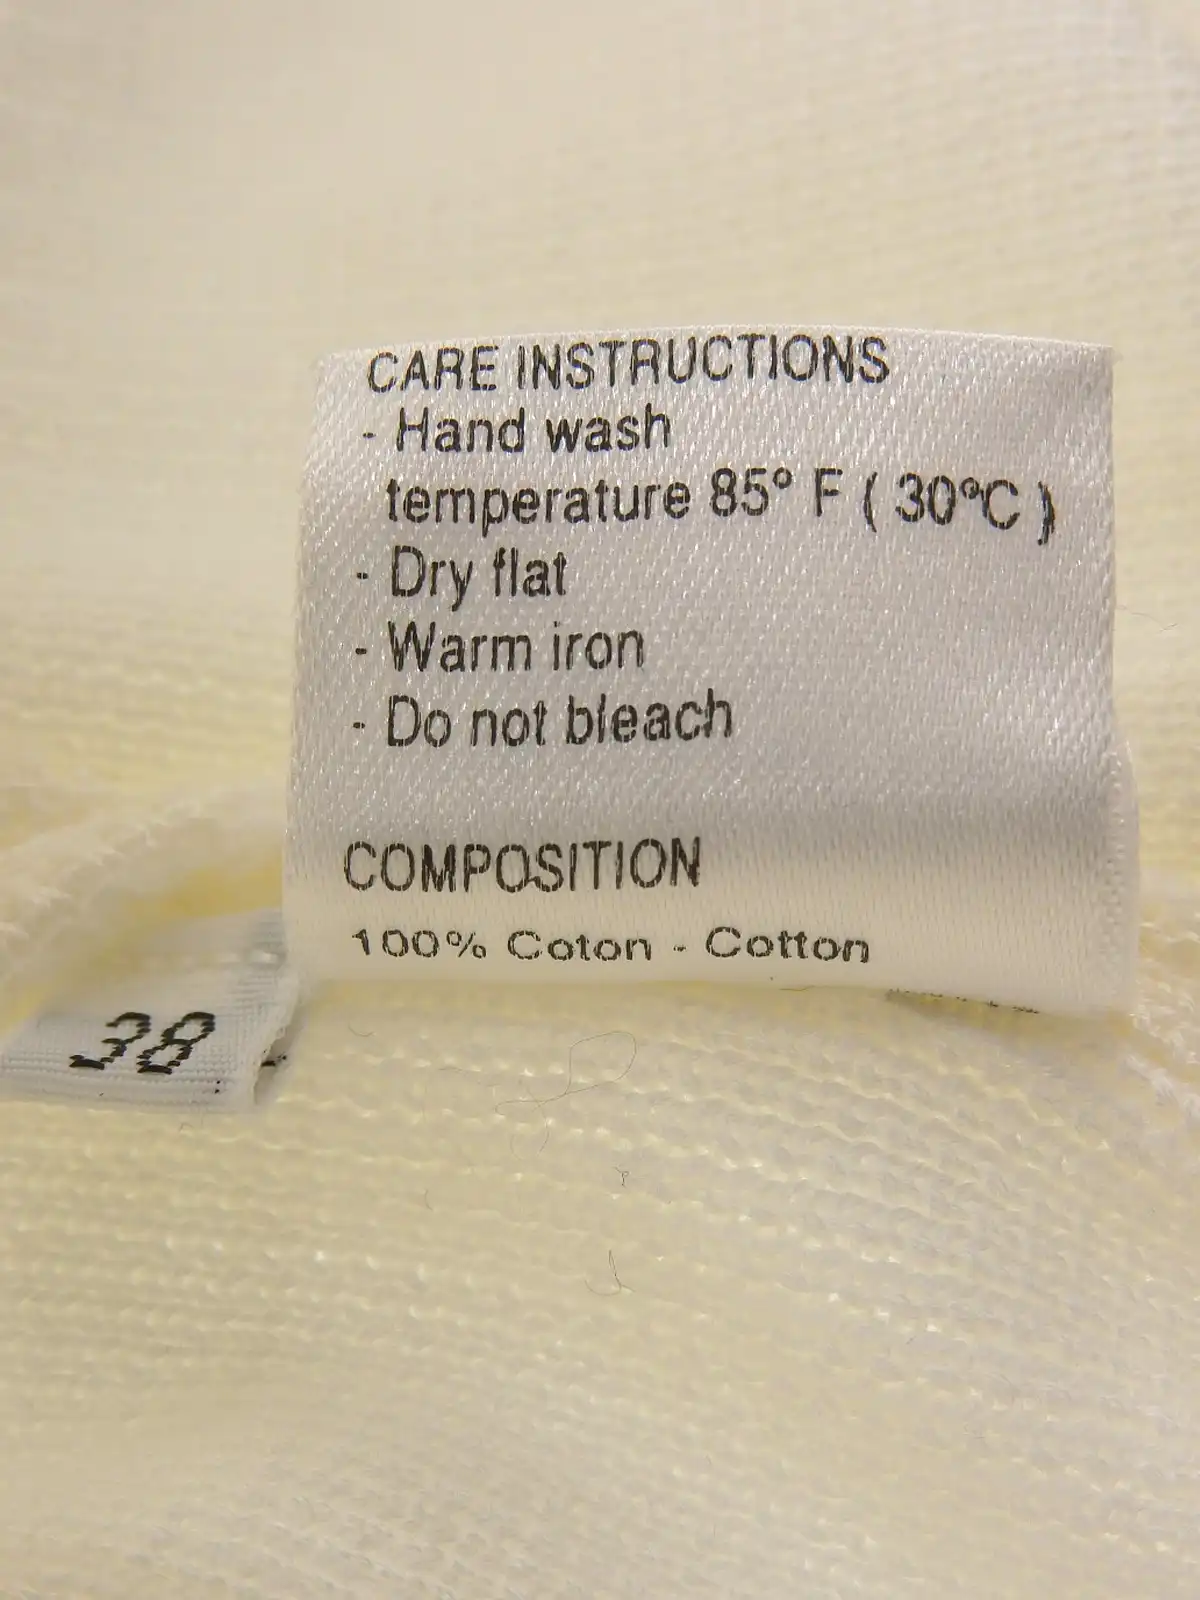 CARE INSTRUCTIONS
- Hand wash
temperature 85° F ( 30°C )
- Dry flat
- Warm iron
- Do not bleach
COMPOSITION
100% Coton - Cotton
38